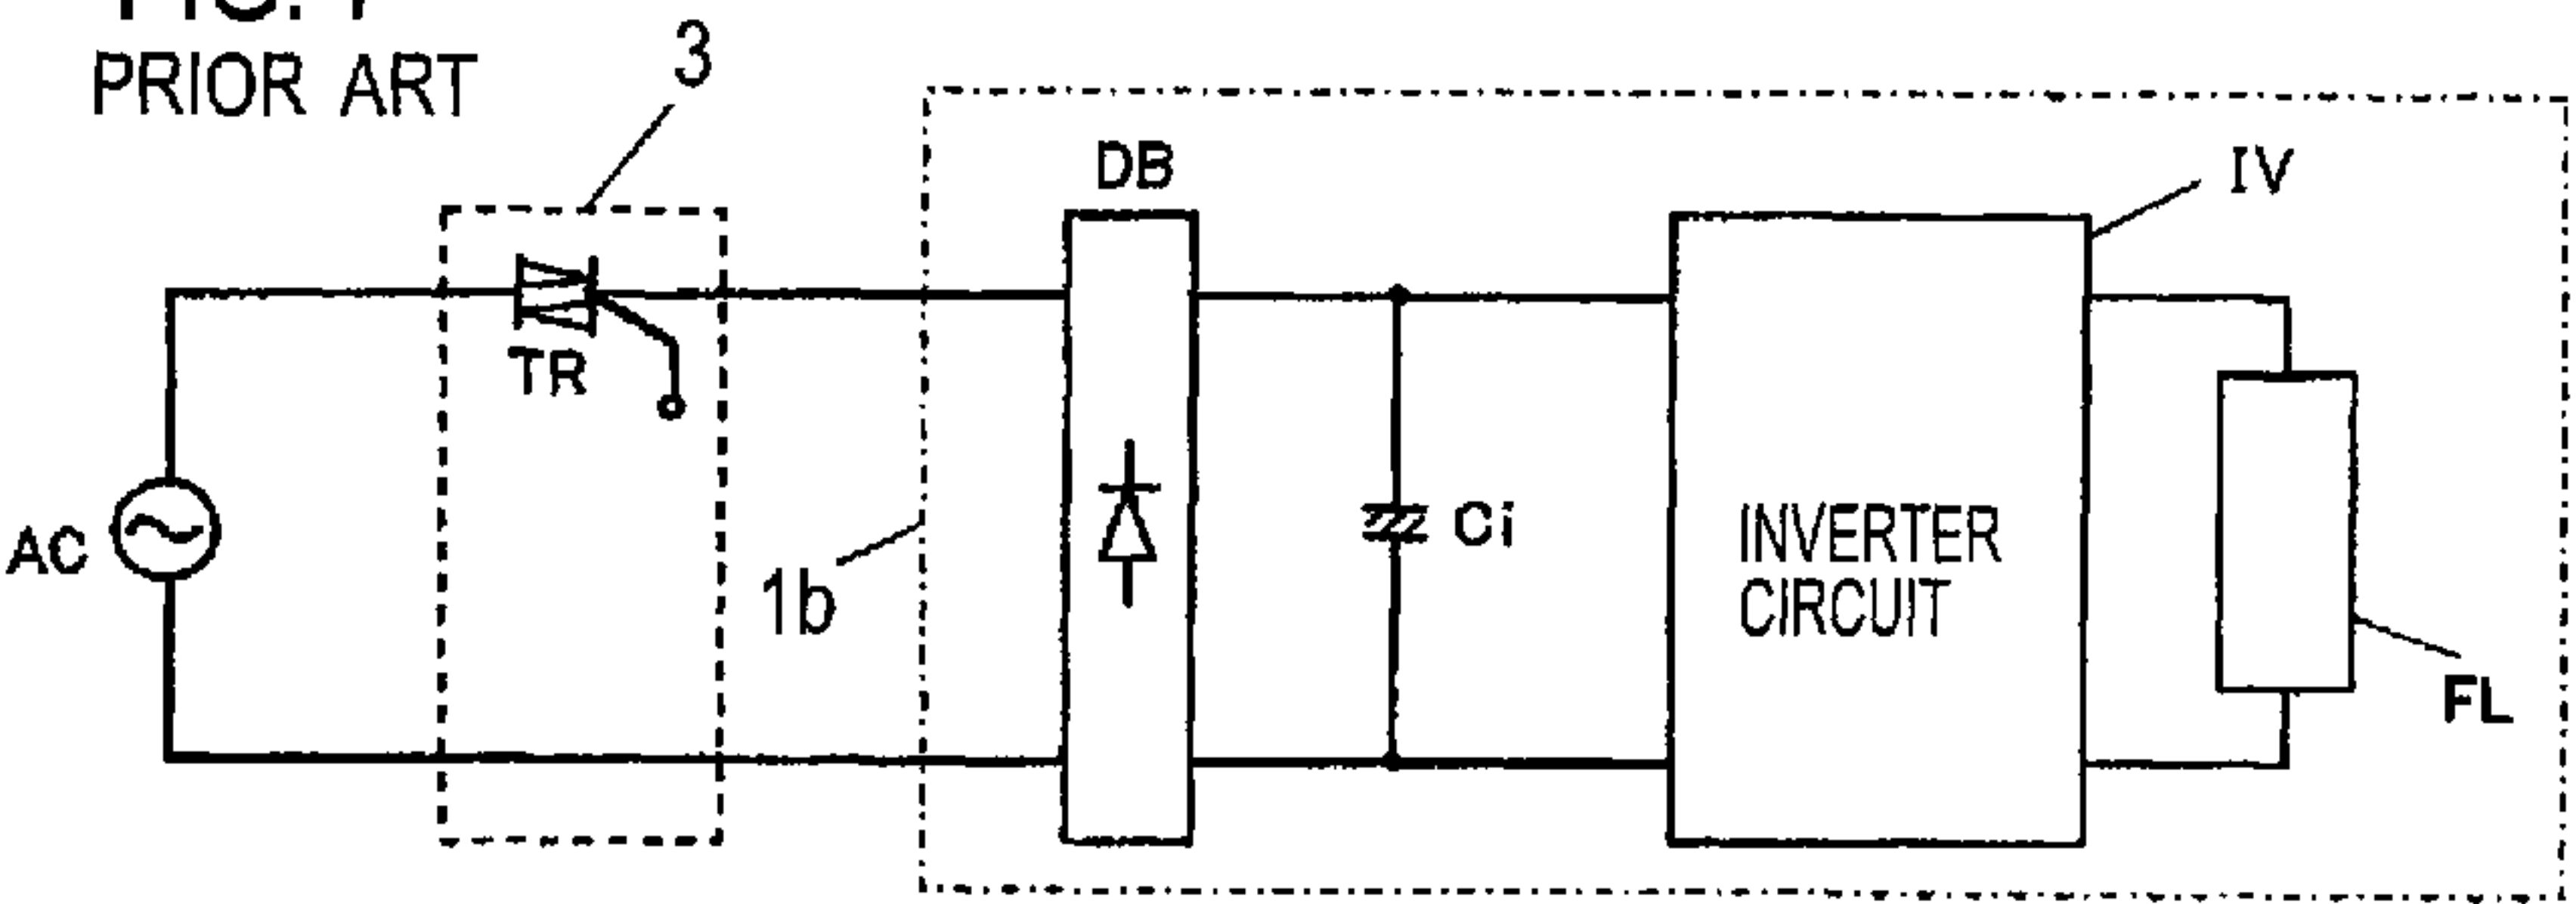 PRIOR ART
3
DB
IV
TR
AC
1b
Ci
INVERTER
CIRCUIT
FL